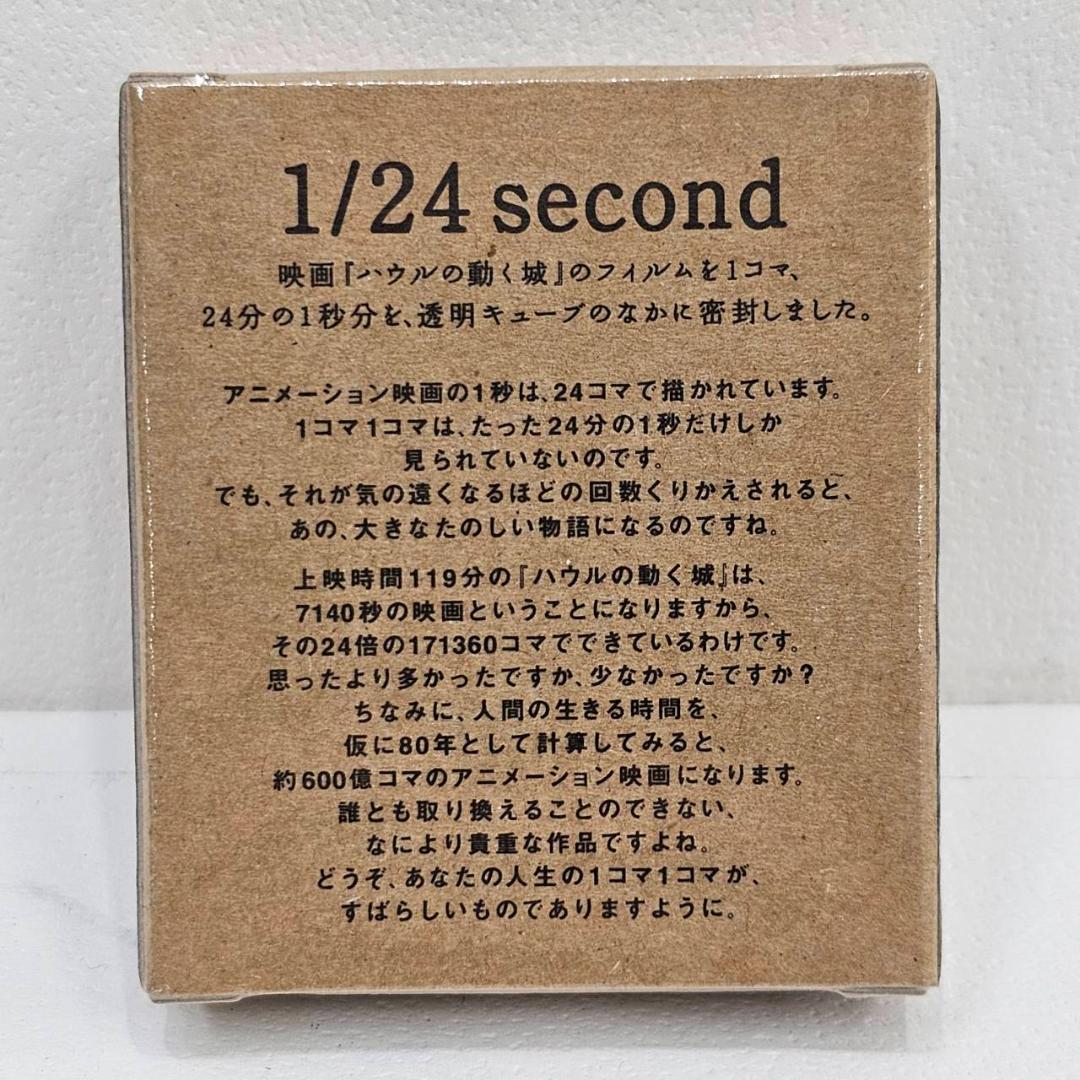 1/24 second
映画『ハウルの動く城』のフィルムを1コマ、
24分の1秒分を、透明キューブのなかに密封しました。
アニメーション映画の1秒は、24コマで描かれています。
1コマ1コマは、たった24分の1秒だけしか
見られていないのです。
でも、それが気の遠くなるほどの回数くりかえされると、
あの、大きなたのしい物語になるのですね。
上映時間119分の『ハウルの動く城』は、
7140秒の映画ということになりますから、
その24倍の171360コマでできているわけです。
思ったより多かったですか、少なかったですか?
ちなみに、人間の生きる時間を、
仮に80年として計算してみると、
約600億コマのアニメーション映画になります。
誰とも取り換えることのできない、
なにより貴重な作品ですよね。
どうぞ、あなたの人生の1コマ1コマが、
すばらしいものでありますように。